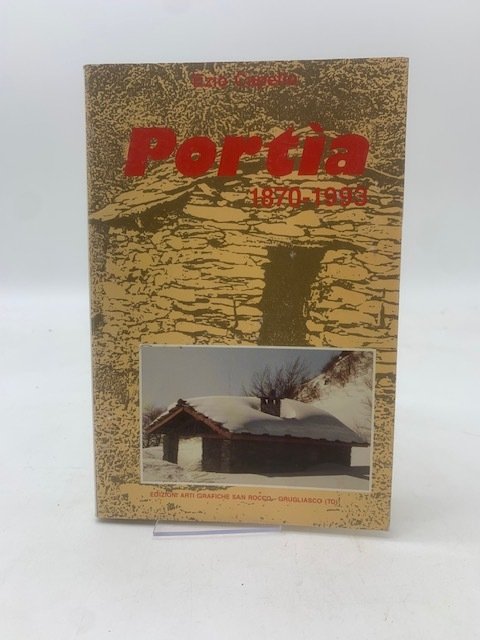 Ezio Capello
Portìa
1870-1993
EDIZIONI ARTI GRAFICHE SAN ROCCO - GRUGLIASCO (TO)